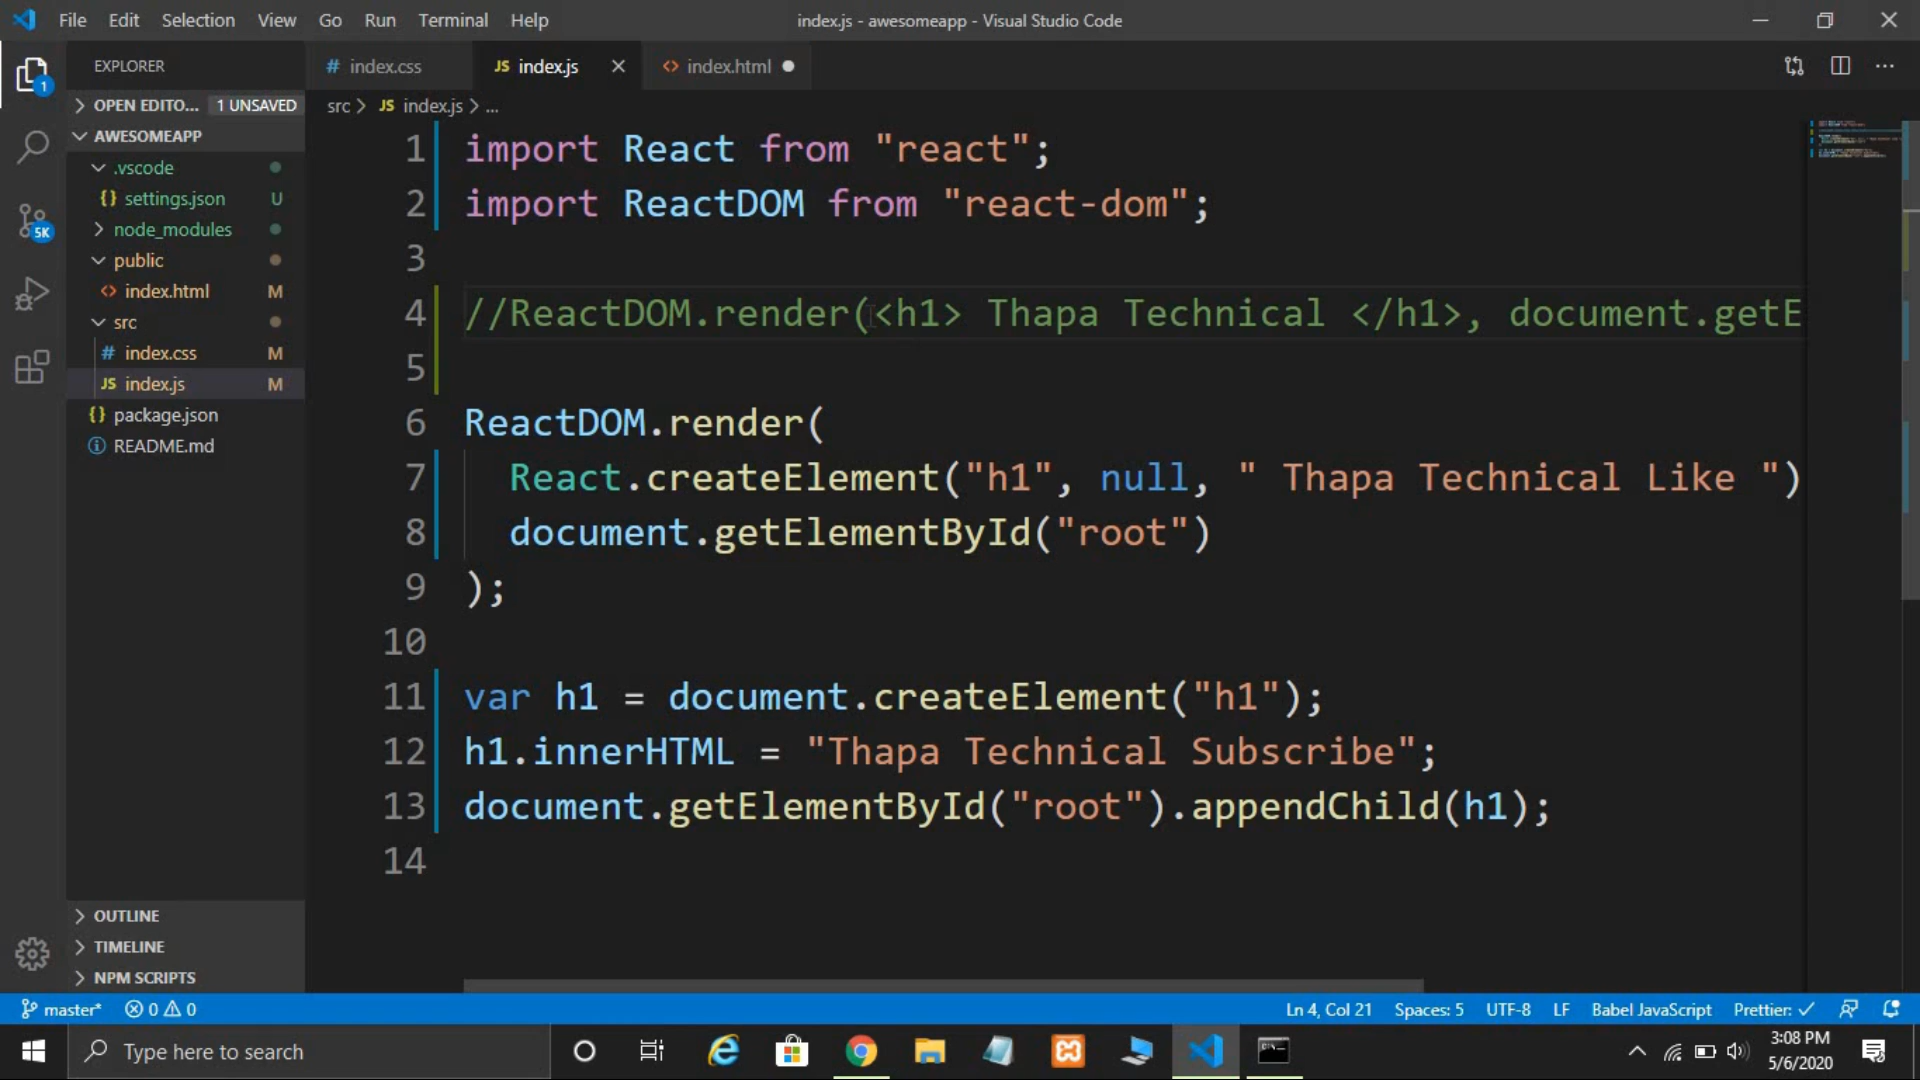 File Edit Selection View Go Run Terminal Help index.js - awesomeapp - Visual Studio Code
EXPLORER
# index.css JS index.js <> index.html
OPEN EDITO... 1 UNSAVED
src > JS index.js > ...
AWESOMEAPP
.vscode
{} settings.json U
node_modules
public
<> index.html M
src
# index.css M
JS index.js M
{} package.json
README.md
1
5K
1 import React from "react";
2 import ReactDOM from "react-dom";
3
4 //ReactDOM.render(<h1> Thapa Technical </h1>, document.getE
5
6 ReactDOM.render(
7 React.createElement("h1", null, " Thapa Technical Like ")
8 document.getElementById("root")
9 );
10
11 var h1 = document.createElement("h1");
12 h1.innerHTML = "Thapa Technical Subscribe";
13 document.getElementById("root").appendChild(h1);
14
OUTLINE
TIMELINE
NPM SCRIPTS
master* 0 0 Ln 4, Col 21 Spaces: 5 UTF-8 LF Babel JavaScript Prettier: ✓
Type here to search
3:08 PM
5/6/2020